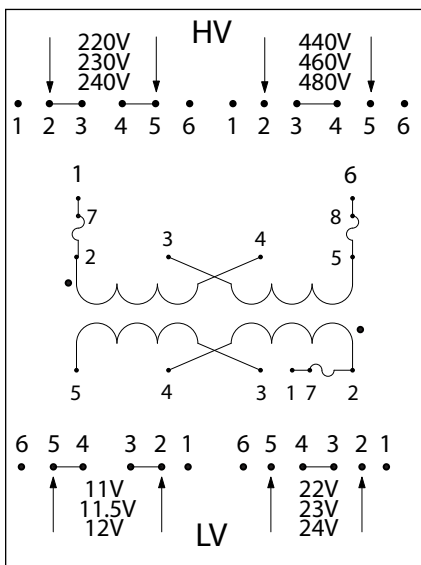 HV
220V 440V
230V 460V
240V 480V
1 2 3 4 5 6 1 2 3 4 5 6
1 6
7 8
3 4
2 5
5 4 3 1 7 2
6 5 4 3 2 1 6 5 4 3 2 1
11V 22V
11.5V 23V
12V 24V
LV